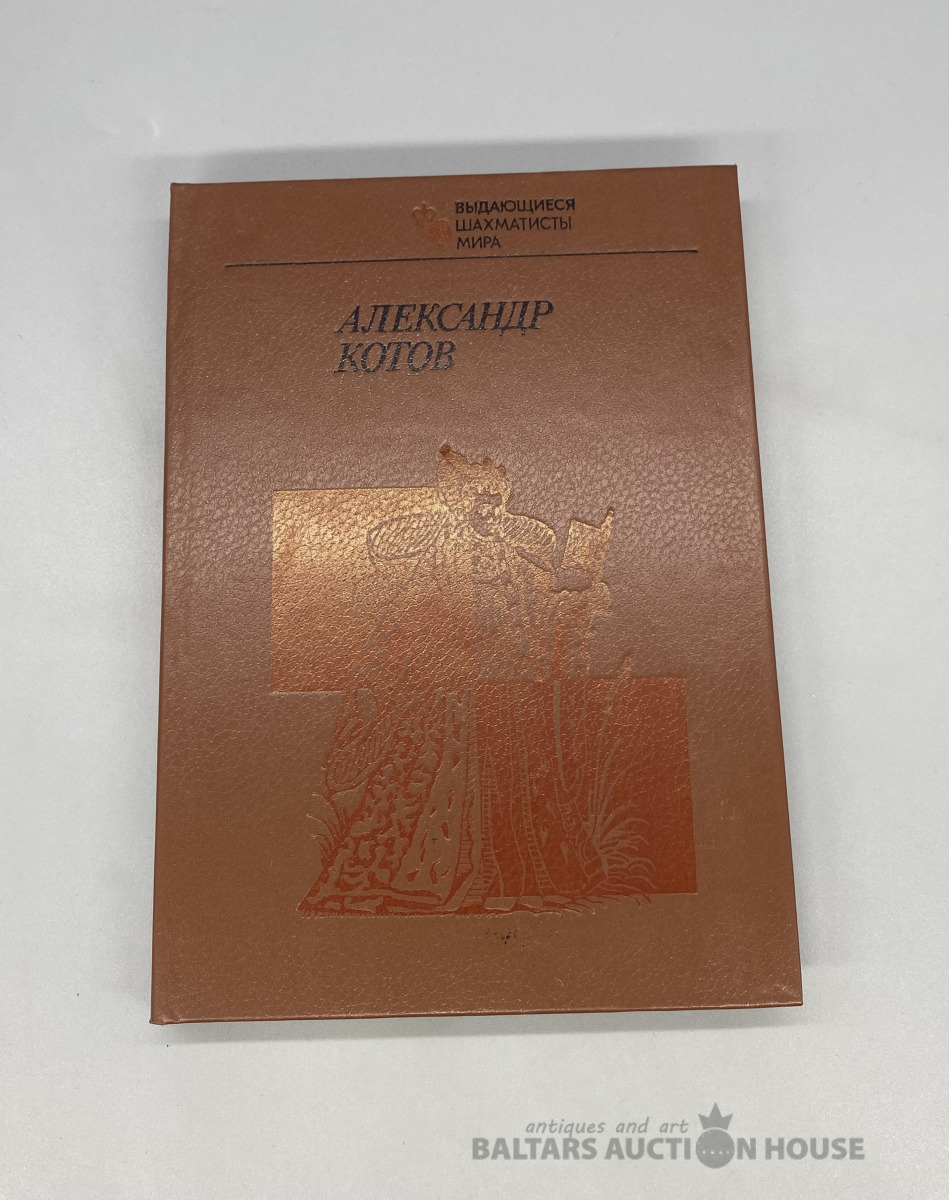 ВЫДАЮЩИЕСЯ
ШАХМАТИСТЫ
МИРА
АЛЕКСАНДР
КОТОВ
antiques and art
BALTARS AUCTION HOUSE